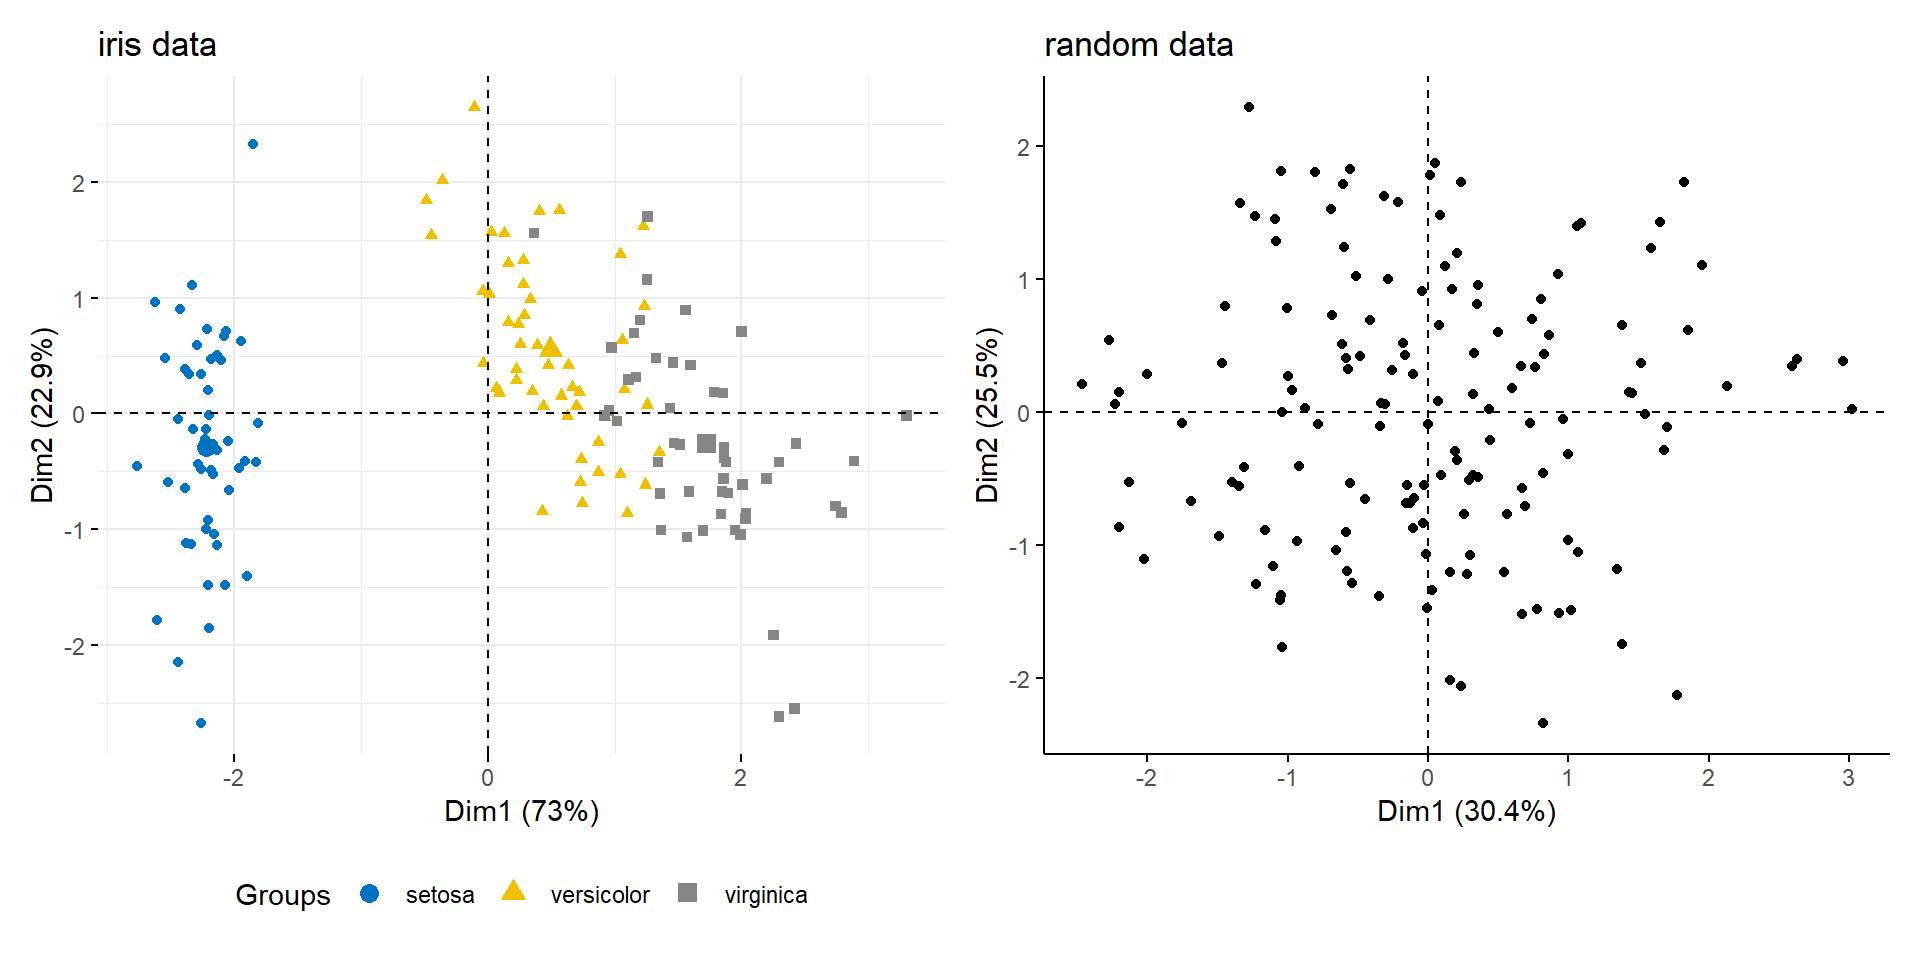 iris data
2
1
0
-1
-2
Dim2 (22.9%)
-2
0
2
Dim1 (73%)
Groups
setosa
versicolor
virginica
random data
2
1
0
-1
-2
Dim2 (25.5%)
-2
-1
0
1
2
3
Dim1 (30.4%)